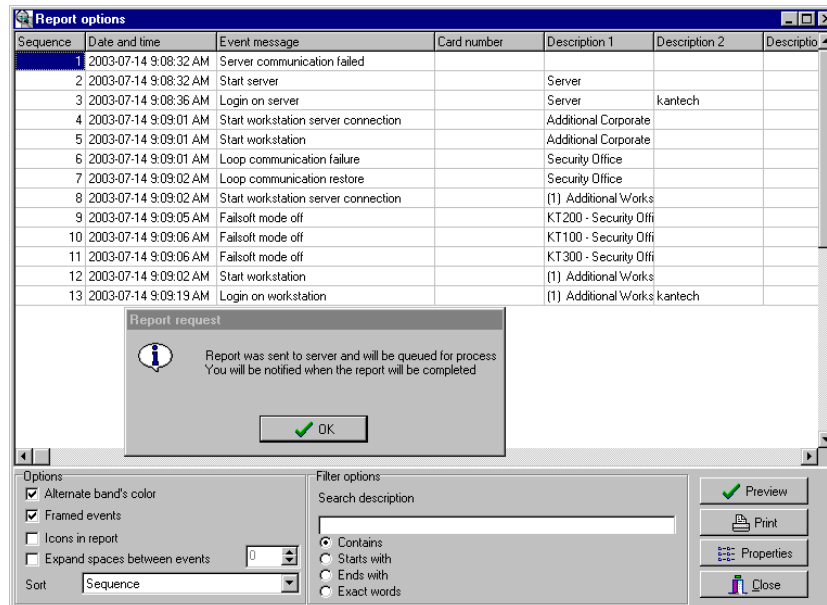 Report options
Sequence Date and time Event message Card number Description 1 Description 2 Descriptio
1 2003-07-14 9:08:32 AM Server communication failed
2 2003-07-14 9:08:32 AM Start server Server
3 2003-07-14 9:08:36 AM Login on server Server kantech
4 2003-07-14 9:09:01 AM Start workstation server connection Additional Corporate
5 2003-07-14 9:09:01 AM Start workstation Additional Corporate
6 2003-07-14 9:09:01 AM Loop communication failure Security Office
7 2003-07-14 9:09:02 AM Loop communication restore Security Office
8 2003-07-14 9:09:02 AM Start workstation server connection (1) Additional Works
9 2003-07-14 9:09:05 AM Failsoft mode off KT200 - Security Offi
10 2003-07-14 9:09:06 AM Failsoft mode off KT100 - Security Offi
11 2003-07-14 9:09:06 AM Failsoft mode off KT300 - Security Offi
12 2003-07-14 9:09:02 AM Start workstation (1) Additional Works
13 2003-07-14 9:09:19 AM Login on workstation (1) Additional Works kantech
Report request
Report was sent to server and will be queued for process
You will be notified when the report will be completed
OK
Options
Alternate band's color
Framed events
Icons in report
Expand spaces between events 0
Sort Sequence
Filter options
Search description
Contains
Starts with
Ends with
Exact words
Preview
Print
Properties
Close